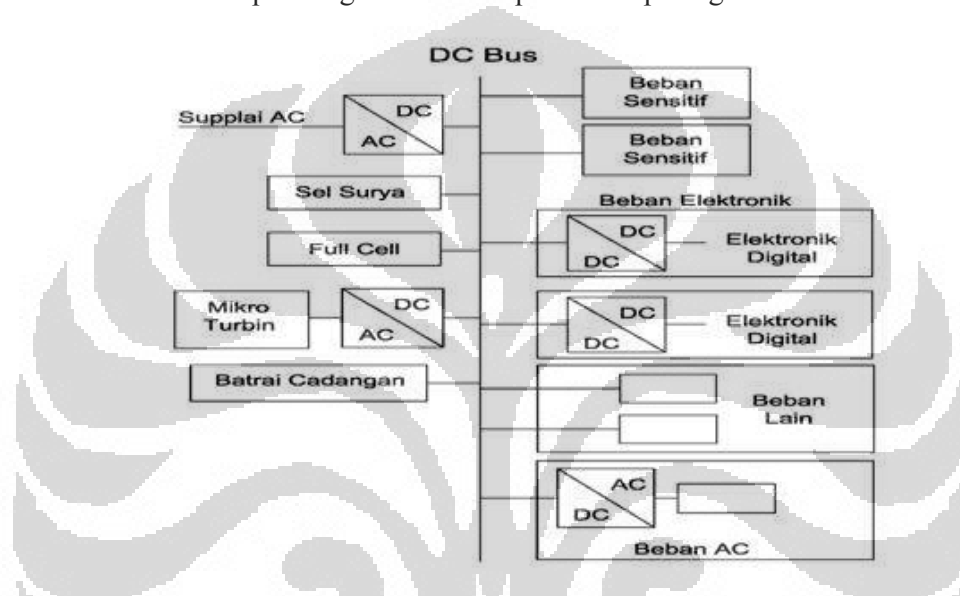 DC Bus
Supplai AC
DC
AC
Sel Surya
Full Cell
Mikro
Turbin
DC
AC
Batrai Cadangan
Beban
Sensitif
Beban
Sensitif
Beban Elektronik
DC
DC
Elektronik
Digital
DC
DC
Elektronik
Digital
Beban
Lain
AC
DC
Beban AC